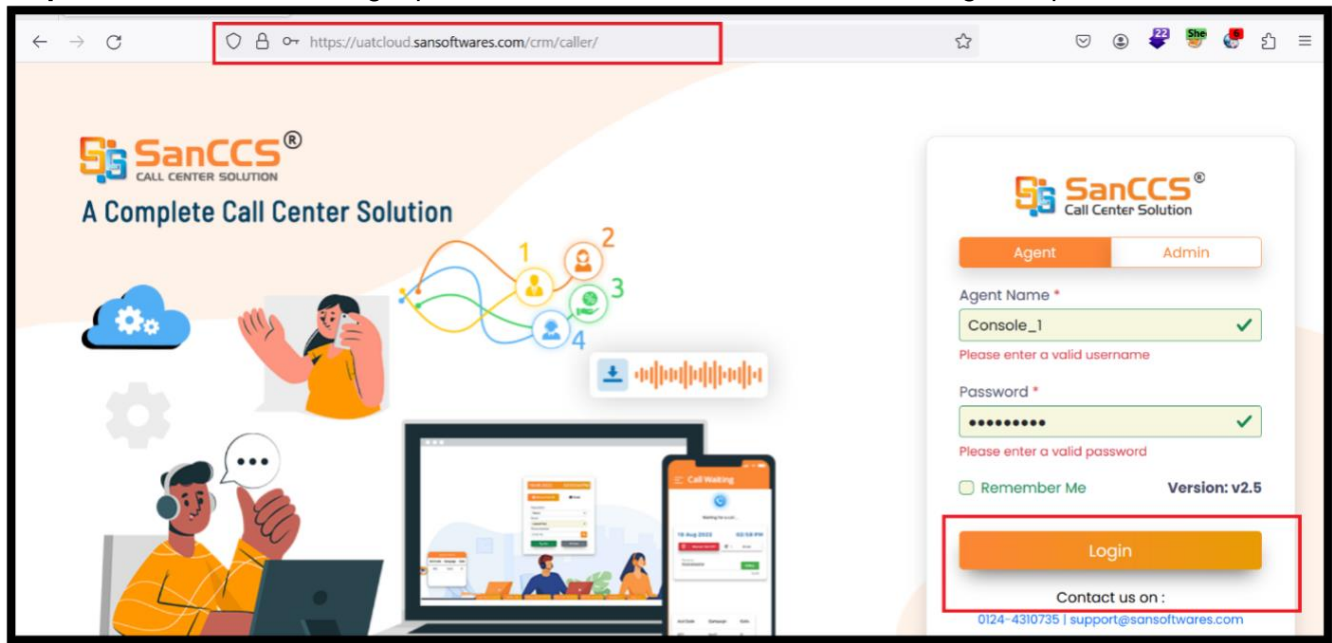 https://uatcloud.sansoftwares.com/crm/caller/
22
She
6
SanCCS®
CALL CENTER SOLUTION
A Complete Call Center Solution
1
2
3
4
SanCCS®
Call Center Solution
Agent Admin
Agent Name *
Console_1
Please enter a valid username
Password *
Please enter a valid password
Remember Me Version: v2.5
Login
Contact us on :
0124-4310735 | support@sansoftwares.com
Call Waiting